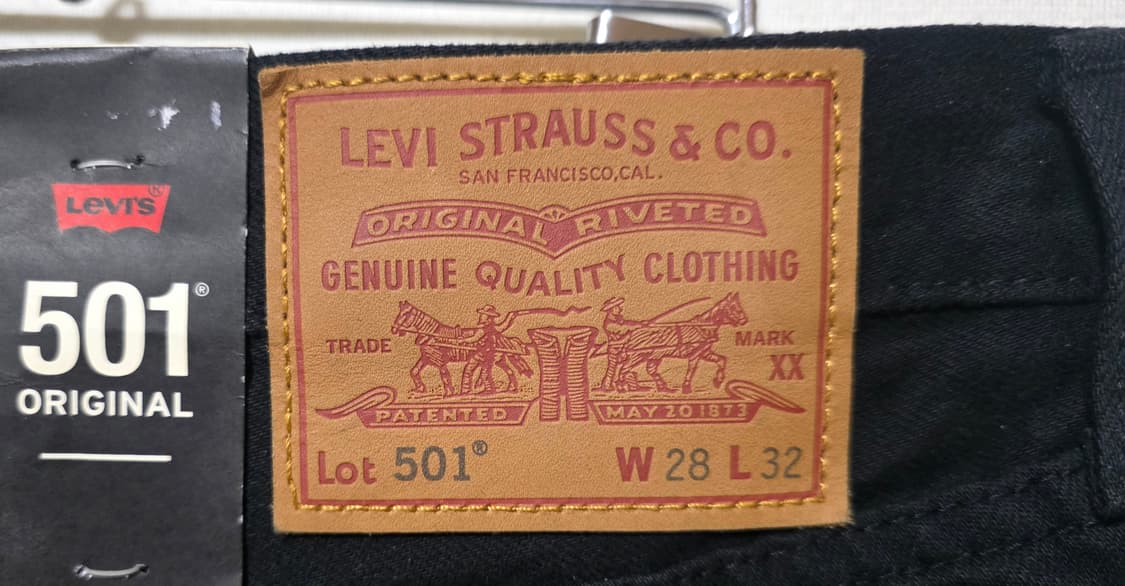 LEVI'S®
501®
ORIGINAL
LEVI STRAUSS & CO.
SAN FRANCISCO, CAL.
ORIGINAL RIVETED
GENUINE QUALITY CLOTHING
TRADE MARK
XX
PATENTED MAY 20 1873
Lot 501® W 28 L 32